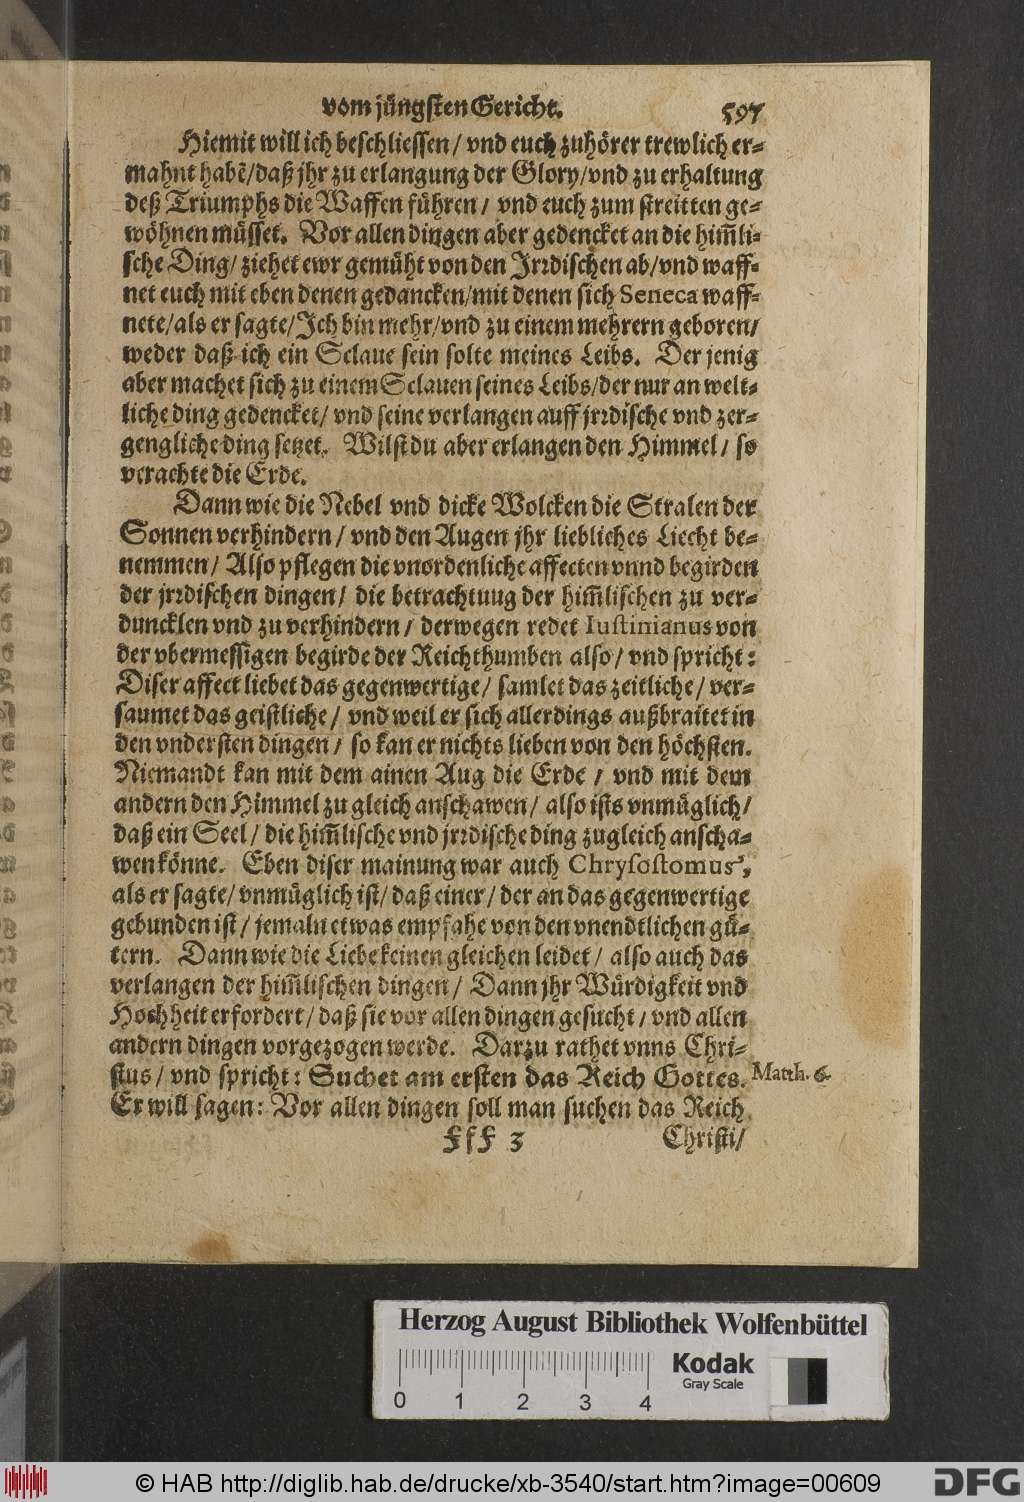 vom jüngsten Gericht. 597
Hiemit will ich beschliessen / vnd euch zuhörer trewlich er-
mahnt habẽ/daß jhr zu erlangung der Glory/vnd zu erhaltung
deß Triumphs die Waffen führen / vnd euch zum streitten ge-
wöhnen müsset. Vor allen dingen aber gedencket an die him̃li-
sche Ding/ ziehet ewr gemüht von den Jrrdischen ab/vnd waff-
net euch mit eben denen gedancken/mit denen sich Seneca waff-
nete/als er sagte/Jch bin mehr/vnd zu einem mehrern geboren/
weder daß ich ein Sclaue sein solte meines Leibs. Der jenig
aber machet sich zu einem Sclauen seines Leibs/der nur an welt-
liche ding gedencket/ vnd seine verlangen auff jrrdische vnd zer-
gengliche ding setzet. Wilst du aber erlangen den Himmel / so
verachte die Erde.
Dann wie die Nebel vnd dicke Wolcken die Stralen der
Sonnen verhindern / vnd den Augen jhr liebliches Liecht be-
nemmen / Also pflegen die vnordenliche affecten vnnd begirden
der jrrdischen dingen / die betrachtuug der him̃lischen zu ver-
duncklen vnd zu verhindern / derwegen redet Iustinianus von
der vbermessigen begirde der Reichthumben also / vnd spricht:
Diser affect liebet das gegenwertige / samlet das zeitliche / ver-
saumet das geistliche / vnd weil er sich allerdings außbraitet in
den vndersten dingen / so kan er nichts lieben von den höchsten.
Niemandt kan mit dem ainen Aug die Erde / vnd mit dem
andern den Himmel zu gleich anschawen / also ists vnmüglich /
daß ein Seel / die him̃lische vnd jrrdische ding zugleich anscha-
wen könne. Eben diser mainung war auch Chrysostomus,
als er sagte/ vnmüglich ist/ daß einer / der an das gegenwertige
gebunden ist / jemaln etwas empfahe von den vnendtlichen gü-
tern. Dann wie die Liebe keinen gleichen leidet / also auch das
verlangen der him̃lischen dingen / Dann jhr Würdigkeit vnd
Hochheit erfordert / daß sie vor allen dingen gesucht / vnd allen
andern dingen vorgezogen werde. Darzu rathet vnns Chri-
stus / vnd spricht: Suchet am ersten das Reich Gottes. Matth. 6.
Er will sagen: Vor allen dingen soll man suchen das Reich
Fff 3 Christi/
Herzog August Bibliothek Wolfenbüttel
Kodak
Gray Scale
0 1 2 3 4
© HAB http://diglib.hab.de/drucke/xb-3540/start.htm?image=00609
DFG